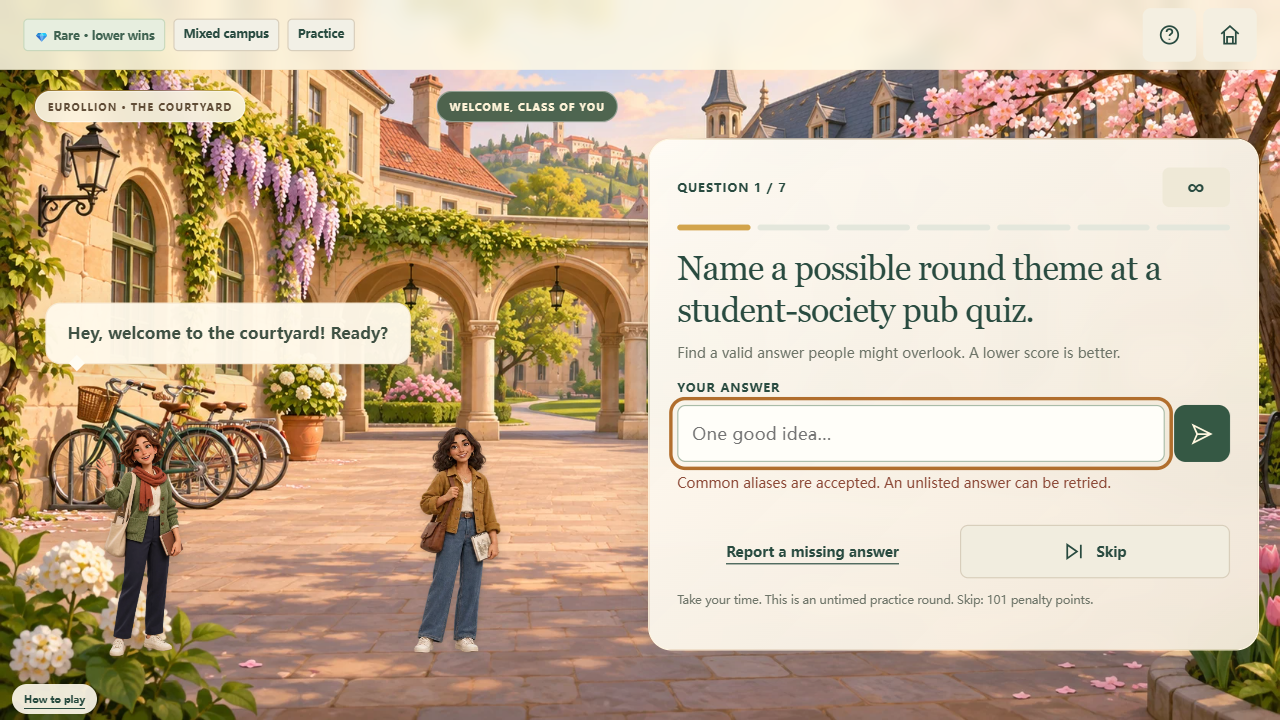 Rare • lower wins
Mixed campus
Practice
EUROLLION • THE COURTYARD
WELCOME, CLASS OF YOU
Hey, welcome to the courtyard! Ready?
QUESTION 1 / 7
∞
Name a possible round theme at a
student-society pub quiz.
Find a valid answer people might overlook. A lower score is better.
YOUR ANSWER
One good idea...
Common aliases are accepted. An unlisted answer can be retried.
Report a missing answer
Skip
Take your time. This is an untimed practice round. Skip: 101 penalty points.
How to play